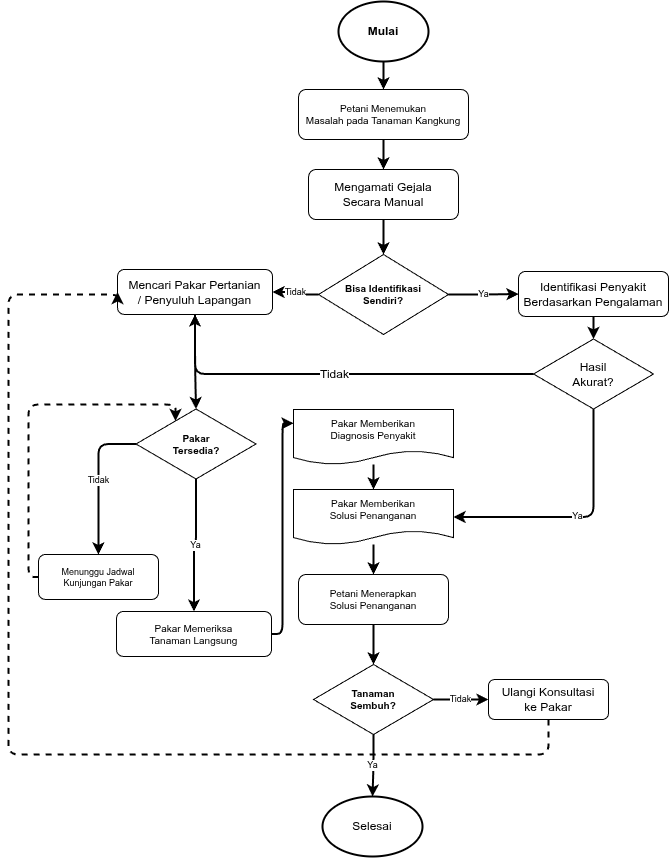 Mulai
Petani Menemukan
Masalah pada Tanaman Kangkung
Mengamati Gejala
Secara Manual
Bisa Identifikasi
Sendiri?
Tidak
Mencari Pakar Pertanian
/ Penyuluh Lapangan
Ya
Identifikasi Penyakit
Berdasarkan Pengalaman
Hasil
Akurat?
Tidak
Pakar
Tersedia?
Tidak
Menunggu Jadwal
Kunjungan Pakar
Ya
Pakar Memeriksa
Tanaman Langsung
Pakar Memberikan
Diagnosis Penyakit
Pakar Memberikan
Solusi Penanganan
Ya
Petani Menerapkan
Solusi Penanganan
Tanaman
Sembuh?
Tidak
Ulangi Konsultasi
ke Pakar
Ya
Selesai